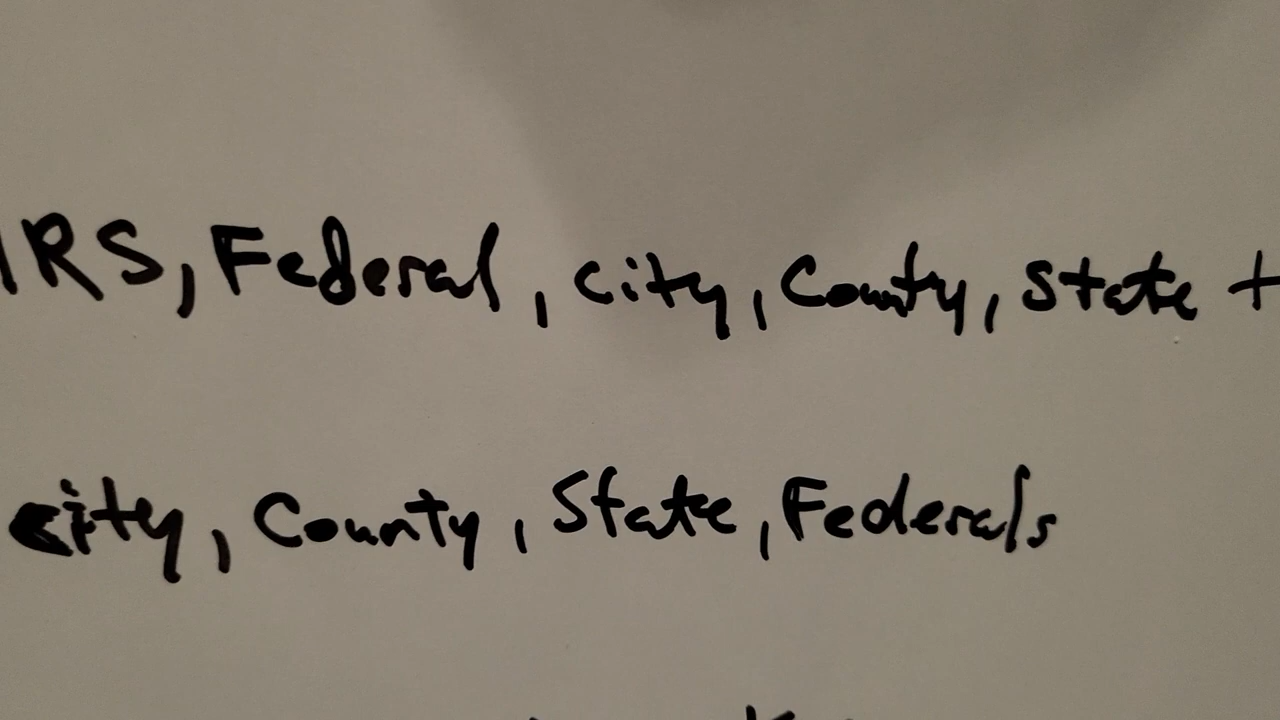 IRS, Federal, city, County, State +
city, County, State, Federals